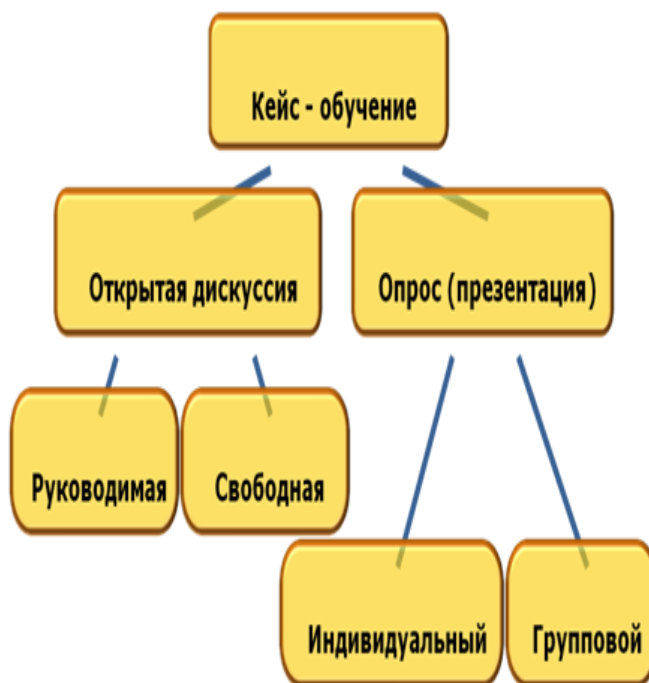 Кейс - обучение
Открытая дискуссия
Опрос (презентация)
Руководимая
Свободная
Индивидуальный
Групповой